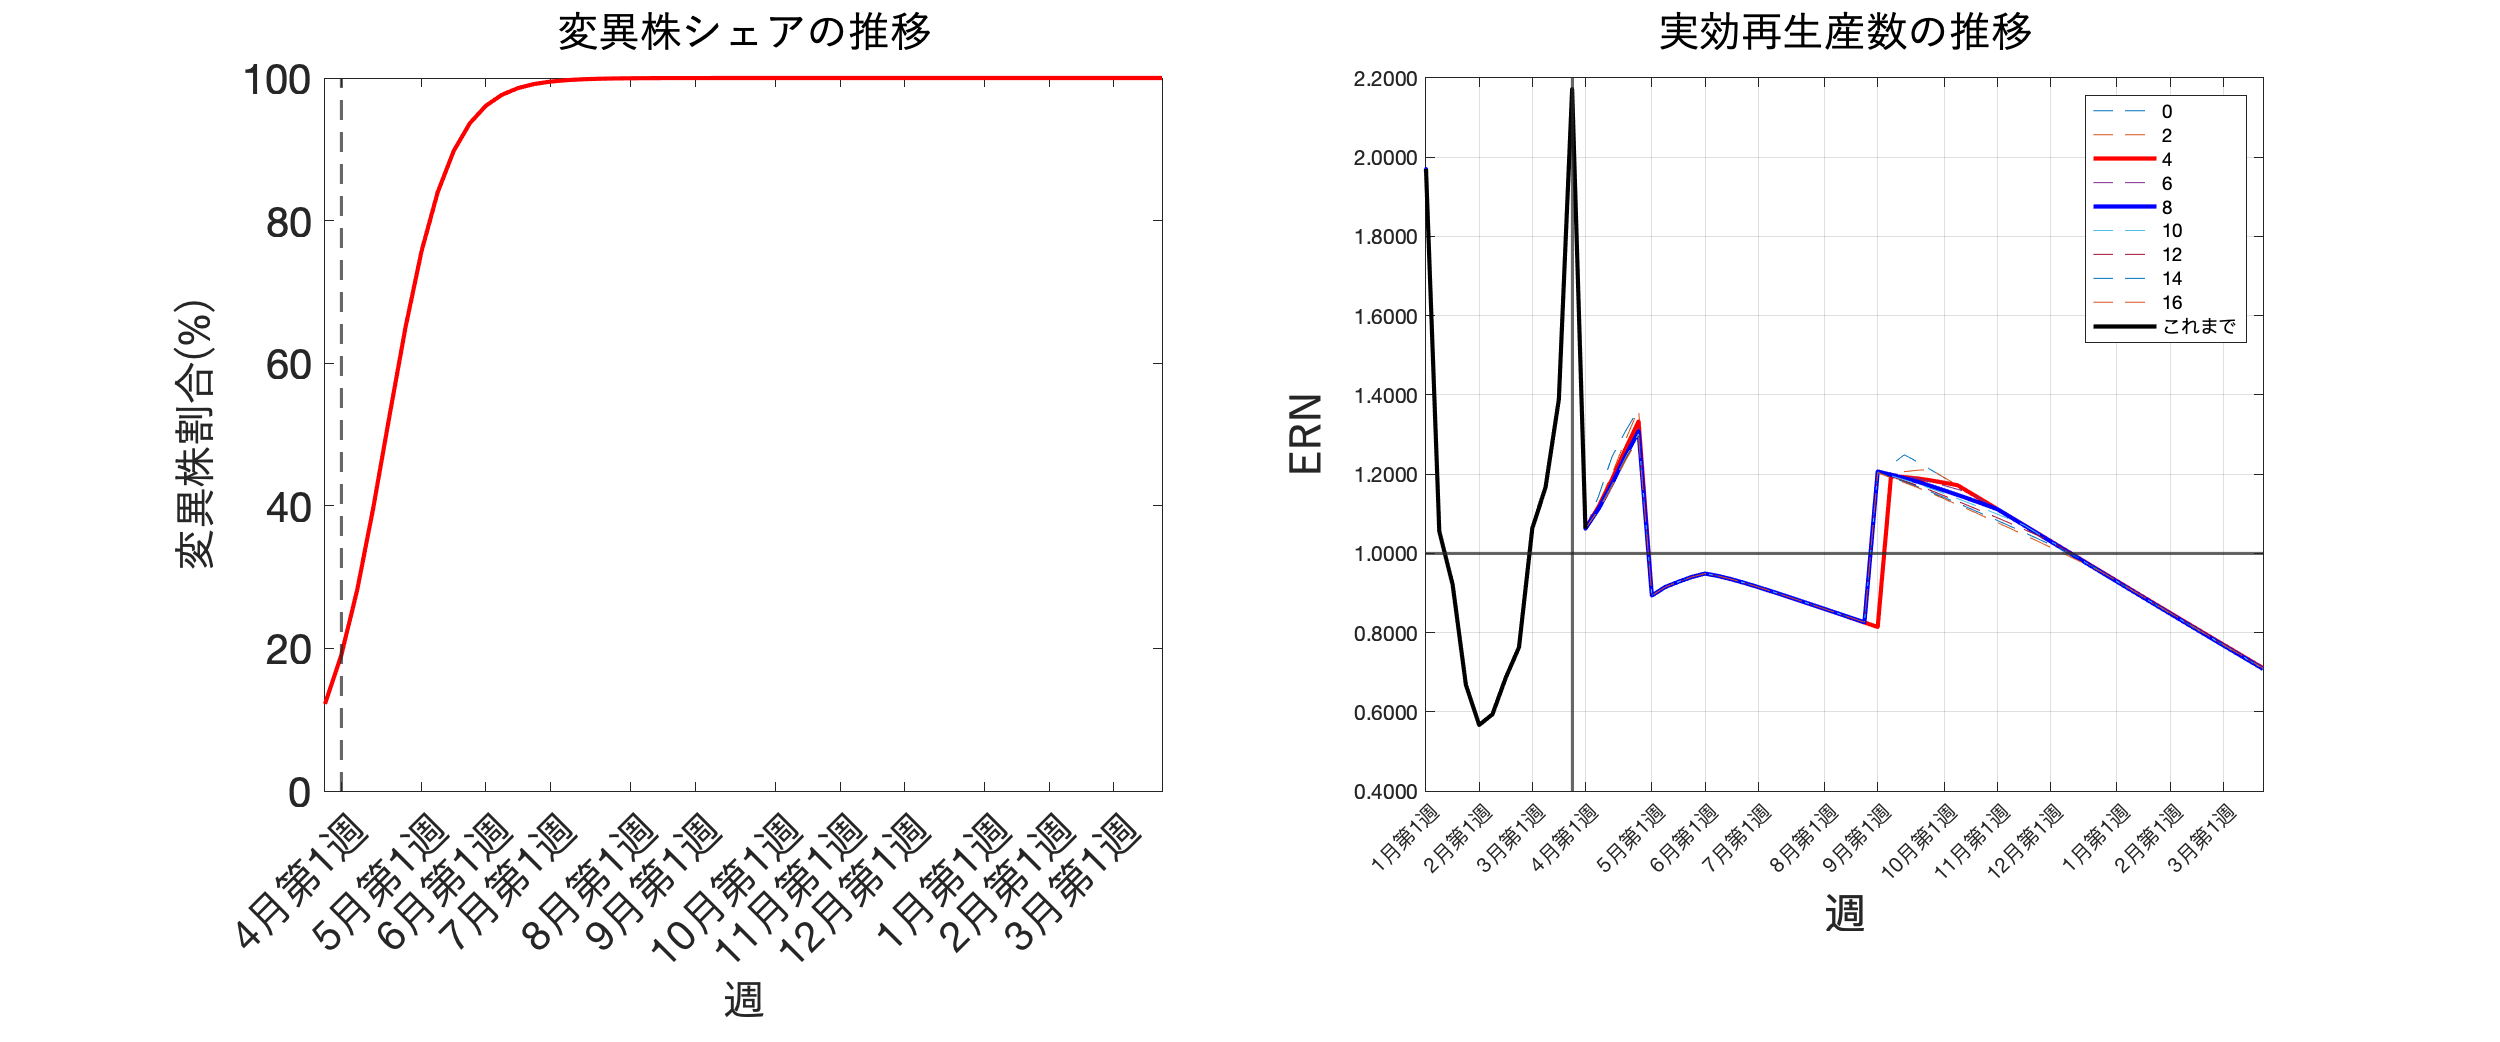 変異株シェアの推移
変異株割合(%)
100
80
60
40
20
0
4月第1週
5月第1週
6月第1週
7月第1週
8月第1週
9月第1週
10月第1週
11月第1週
12月第1週
1月第1週
2月第1週
3月第1週
週
実効再生産数の推移
ERN
2.2000
2.0000
1.8000
1.6000
1.4000
1.2000
1.0000
0.8000
0.6000
0.4000
0
2
4
6
8
10
12
14
16
これまで
1月第1週
2月第1週
3月第1週
4月第1週
5月第1週
6月第1週
7月第1週
8月第1週
9月第1週
10月第1週
11月第1週
12月第1週
1月第1週
2月第1週
3月第1週
週